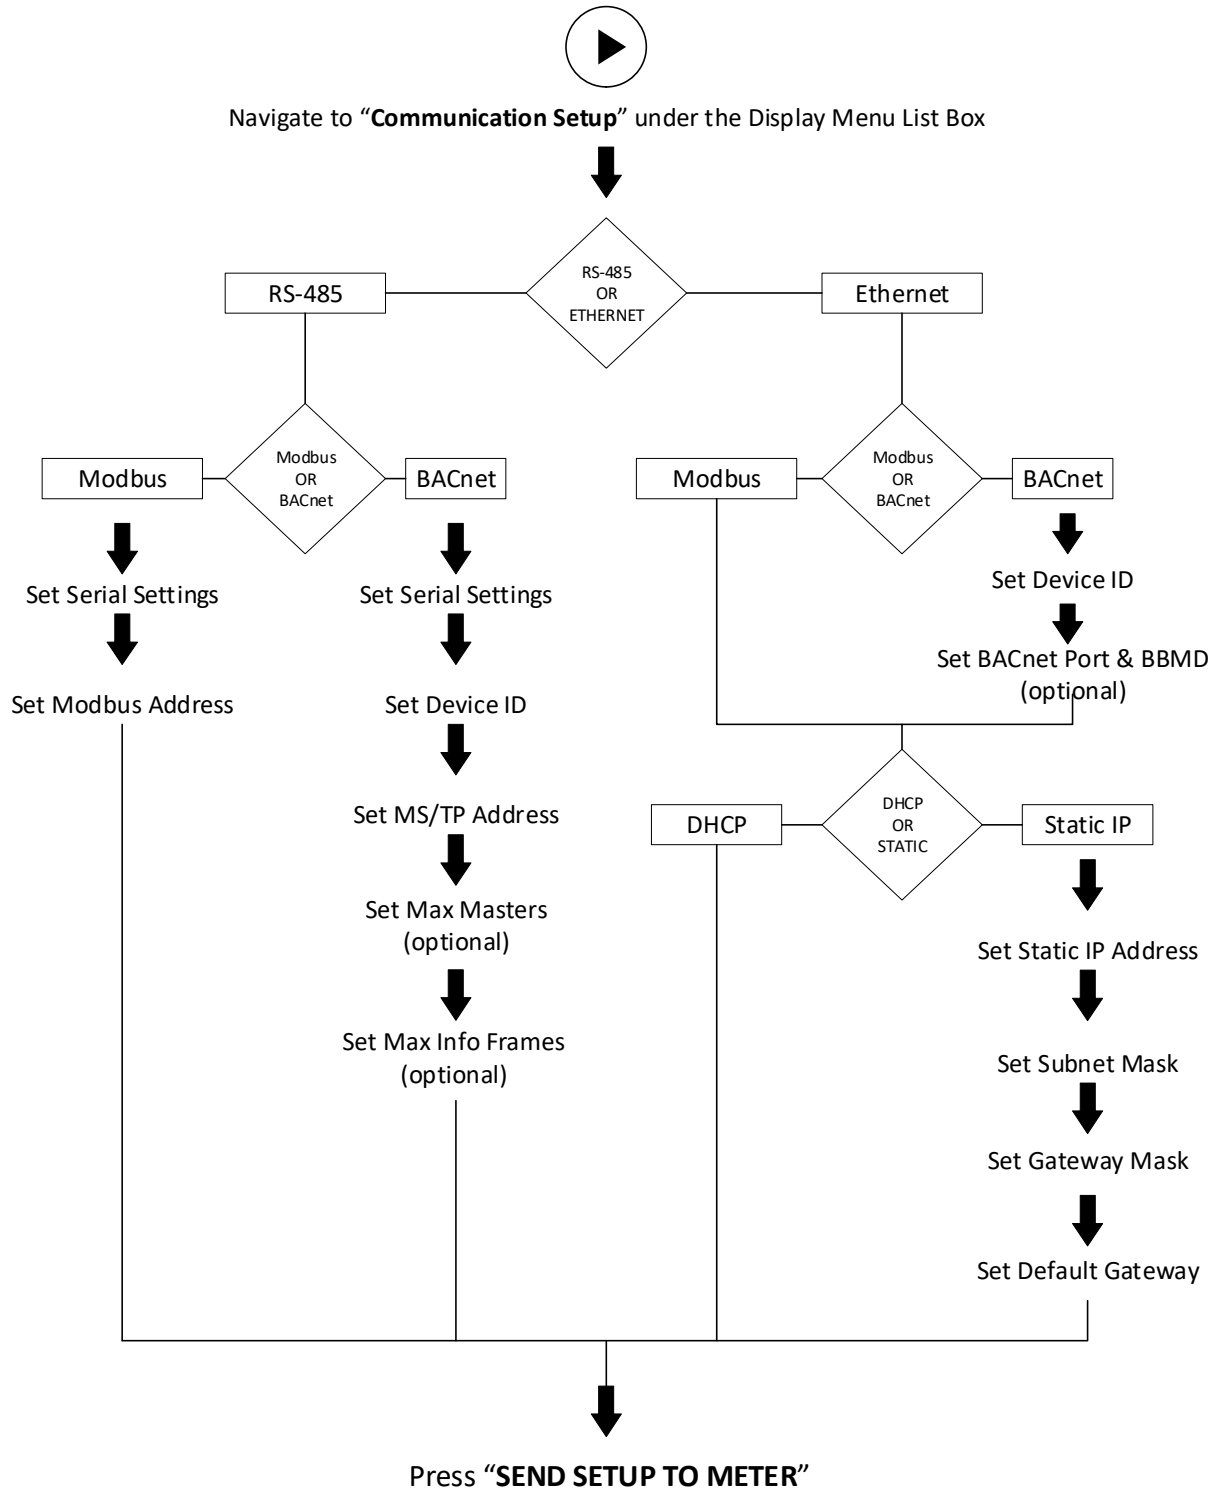 Navigate to “Communication Setup” under the Display Menu List Box
RS-485
OR
ETHERNET
RS-485
Ethernet
Modbus
OR
BACnet
Modbus
BACnet
Set Serial Settings
Set Modbus Address
Set Serial Settings
Set Device ID
Set MS/TP Address
Set Max Masters
(optional)
Set Max Info Frames
(optional)
Modbus
OR
BACnet
Modbus
BACnet
Set Device ID
Set BACnet Port & BBMD
(optional)
DHCP
OR
STATIC
DHCP
Static IP
Set Static IP Address
Set Subnet Mask
Set Gateway Mask
Set Default Gateway
Press “SEND SETUP TO METER”